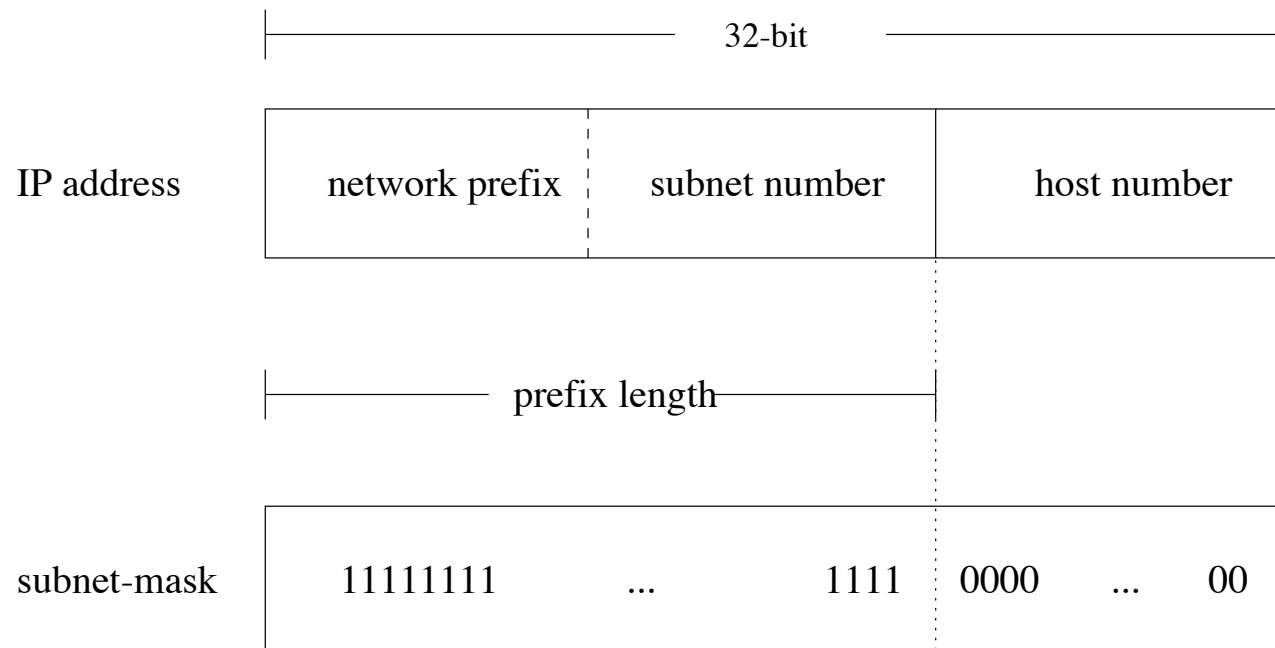 32-bit
IP address network prefix subnet number host number
prefix length
subnet-mask 11111111 ... 1111 0000 ... 00